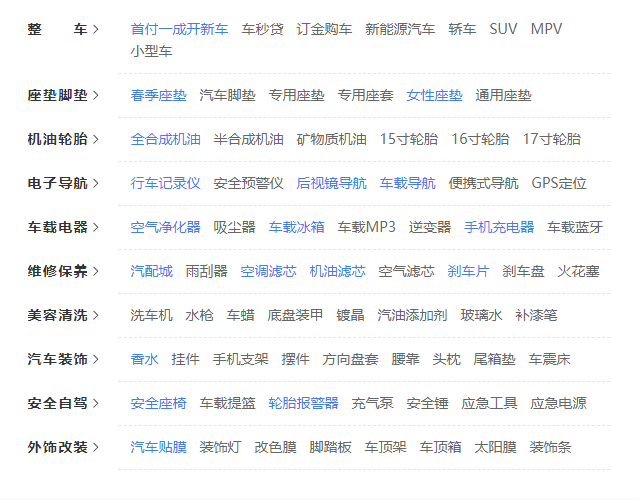 整 车 > 首付一成开新车 车秒贷 订金购车 新能源汽车 轿车 SUV MPV
小型车
座垫脚垫 > 春季座垫 汽车脚垫 专用座垫 专用座套 女性座垫 通用座垫
机油轮胎 > 全合成机油 半合成机油 矿物质机油 15寸轮胎 16寸轮胎 17寸轮胎
电子导航 > 行车记录仪 安全预警仪 后视镜导航 车载导航 便携式导航 GPS定位
车载电器 > 空气净化器 吸尘器 车载冰箱 车载MP3 逆变器 手机充电器 车载蓝牙
维修保养 > 汽配城 雨刮器 空调滤芯 机油滤芯 空气滤芯 刹车片 刹车盘 火花塞
美容清洗 > 洗车机 水枪 车蜡 底盘装甲 镀晶 汽油添加剂 玻璃水 补漆笔
汽车装饰 > 香水 挂件 手机支架 摆件 方向盘套 腰靠 头枕 尾箱垫 车震床
安全自驾 > 安全座椅 车载提篮 轮胎报警器 充气泵 安全锤 应急工具 应急电源
外饰改装 > 汽车贴膜 装饰灯 改色膜 脚踏板 车顶架 车顶箱 太阳膜 装饰条